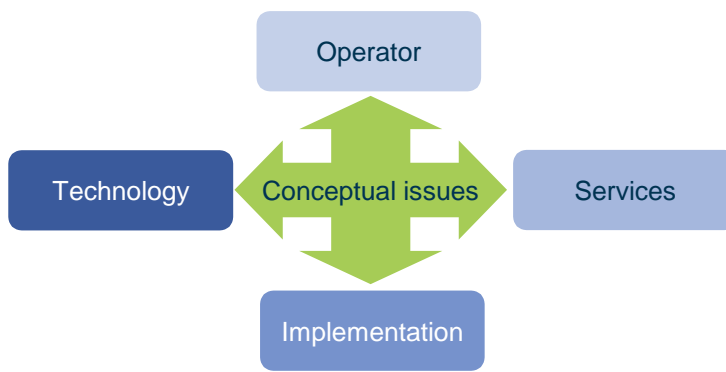 Operator
Technology
Conceptual issues
Services
Implementation